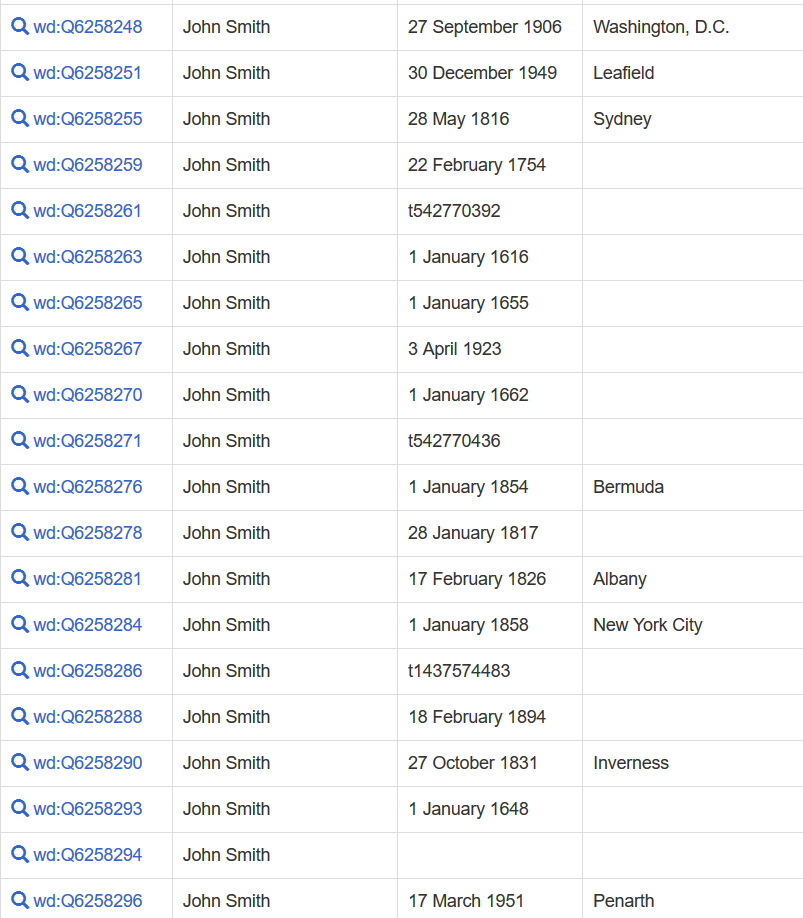 wd:Q6258248 John Smith 27 September 1906 Washington, D.C.
wd:Q6258251 John Smith 30 December 1949 Leafield
wd:Q6258255 John Smith 28 May 1816 Sydney
wd:Q6258259 John Smith 22 February 1754
wd:Q6258261 John Smith t542770392
wd:Q6258263 John Smith 1 January 1616
wd:Q6258265 John Smith 1 January 1655
wd:Q6258267 John Smith 3 April 1923
wd:Q6258270 John Smith 1 January 1662
wd:Q6258271 John Smith t542770436
wd:Q6258276 John Smith 1 January 1854 Bermuda
wd:Q6258278 John Smith 28 January 1817
wd:Q6258281 John Smith 17 February 1826 Albany
wd:Q6258284 John Smith 1 January 1858 New York City
wd:Q6258286 John Smith t1437574483
wd:Q6258288 John Smith 18 February 1894
wd:Q6258290 John Smith 27 October 1831 Inverness
wd:Q6258293 John Smith 1 January 1648
wd:Q6258294 John Smith
wd:Q6258296 John Smith 17 March 1951 Penarth